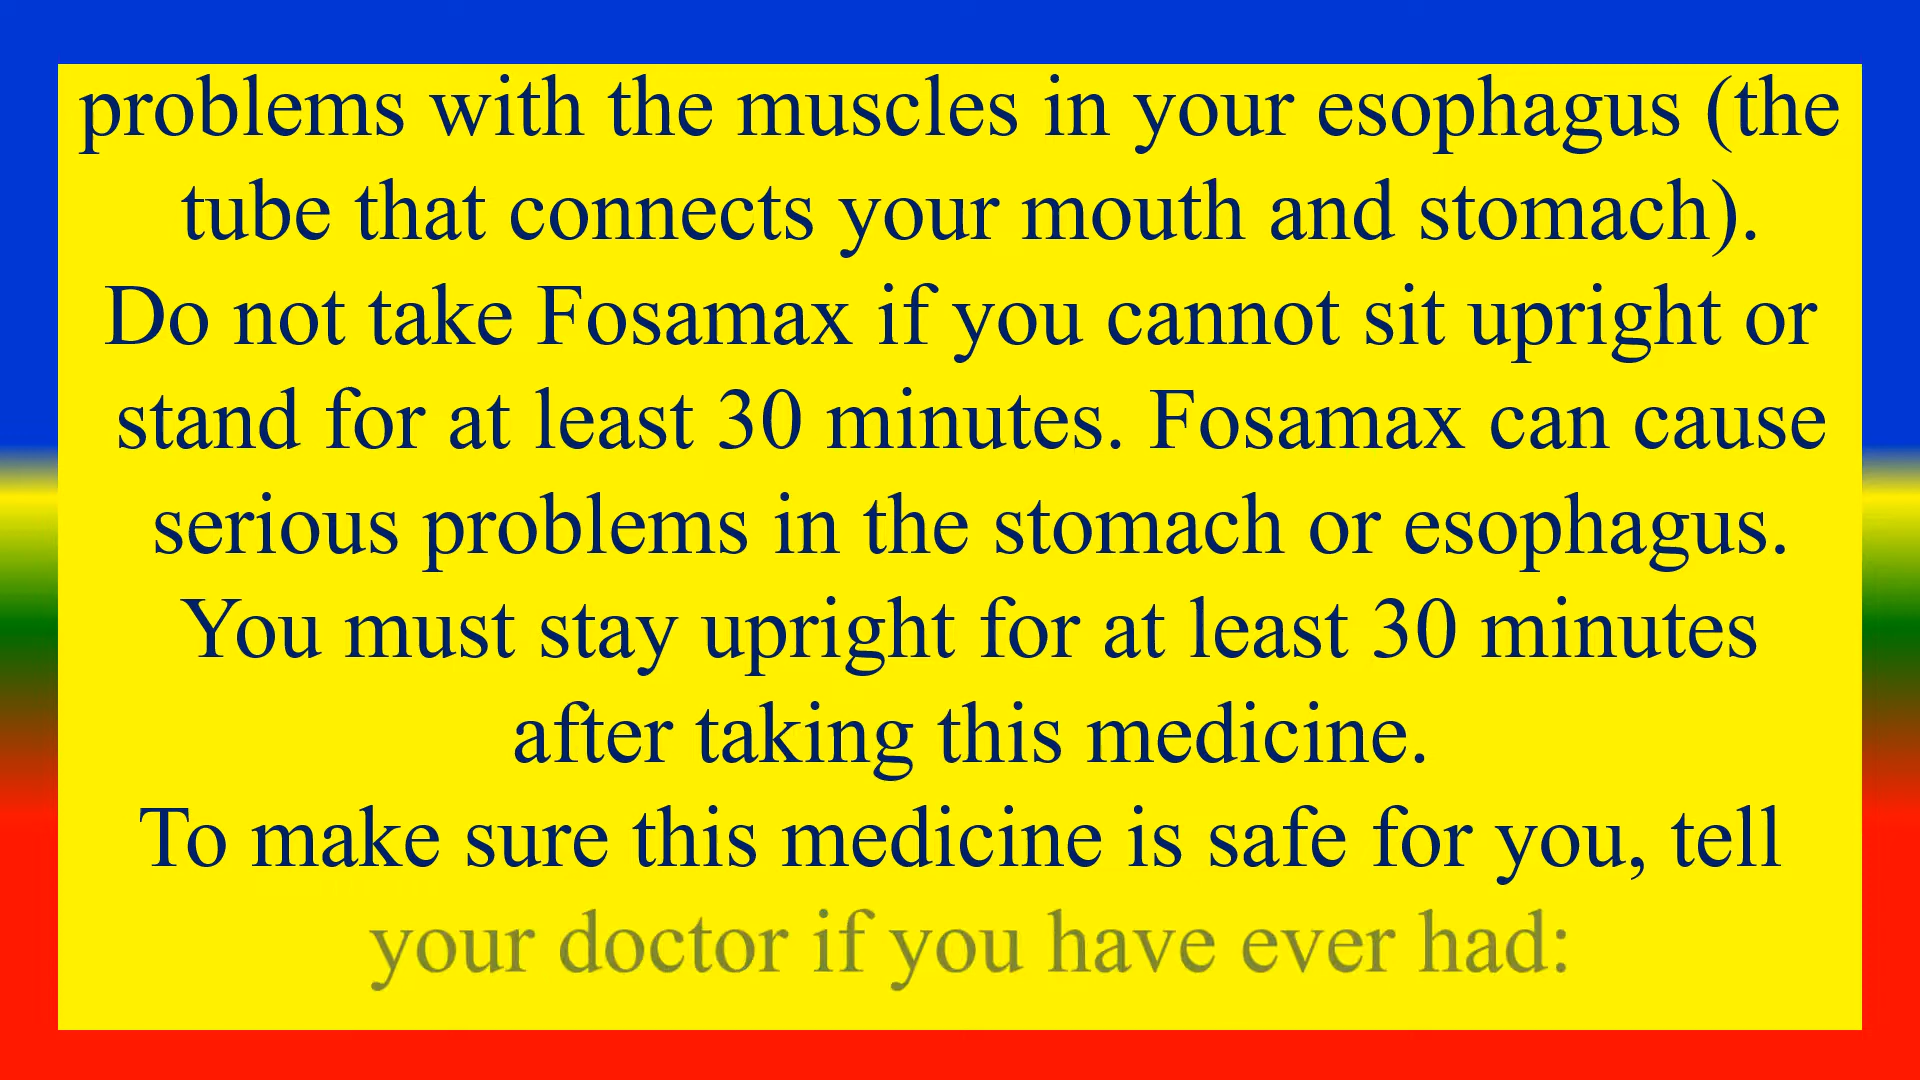 problems with the muscles in your esophagus (the
tube that connects your mouth and stomach).
Do not take Fosamax if you cannot sit upright or
stand for at least 30 minutes. Fosamax can cause
serious problems in the stomach or esophagus.
You must stay upright for at least 30 minutes
after taking this medicine.
To make sure this medicine is safe for you, tell
your doctor if you have ever had: